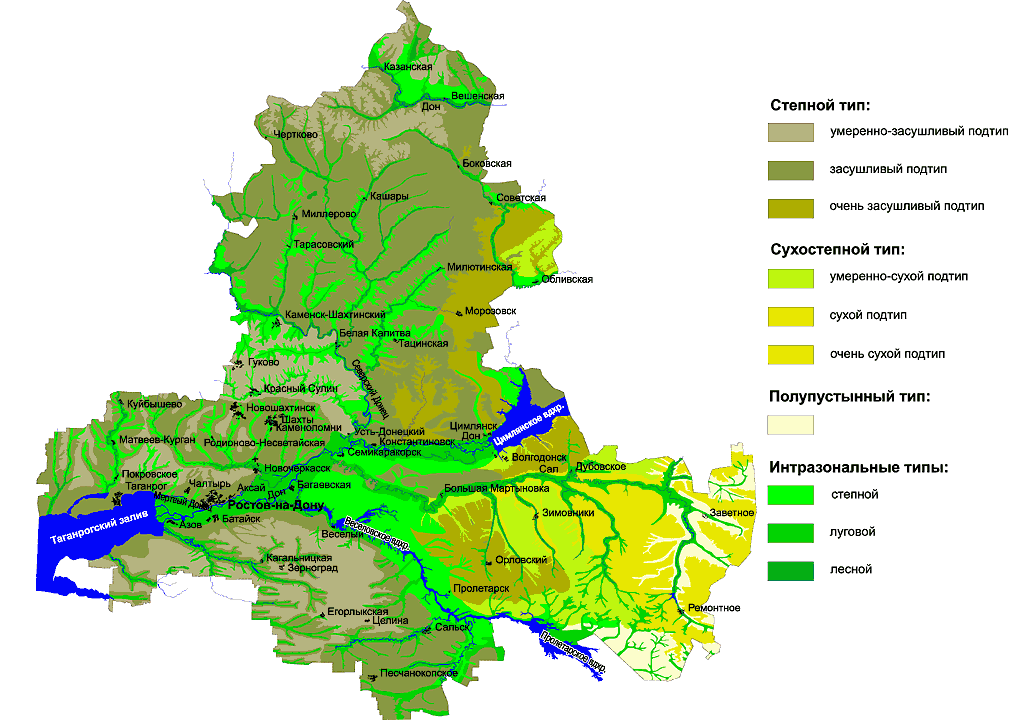 Казанская
Вешенская
Дон
Чертково
Боковская
Советская
Кашары
Миллерово
Тарасовский
Милютинская
Обливская
Морозовск
Каменск-Шахтинский
Белая Калитва
Тацинская
Гуково
Северский Донец
Красный Сулин
Куйбышево
Новошахтинск
Шахты
Каменоломни
Цимлянское вдхр.
Цимлянск
Дон
Усть-Донецкий
Константиновск
Матвеев-Курган
Родионово-Несветайская
Семикаракорск
Волгодонск
Сал
Дубовское
Новочеркасск
Покровское
Таганрог
Чалтырь
Аксай
Дон
Багаевская
Большая Мартыновка
Мертвый Донец
Ростов-на-Дону
Зимовники
Заветное
Таганрогский залив
Азов
Батайск
Веселый
Веселовское вдхр.
Кагальницкая
Зерноград
Орловский
Пролетарск
Егорлыкская
Целина
Сальск
Ремонтное
Пролетарское вдхр.
Песчанокопское
Степной тип:
умеренно-засушливый подтип
засушливый подтип
очень засушливый подтип
Сухостепной тип:
умеренно-сухой подтип
сухой подтип
очень сухой подтип
Полупустынный тип:
Интразональные типы:
степной
луговой
лесной